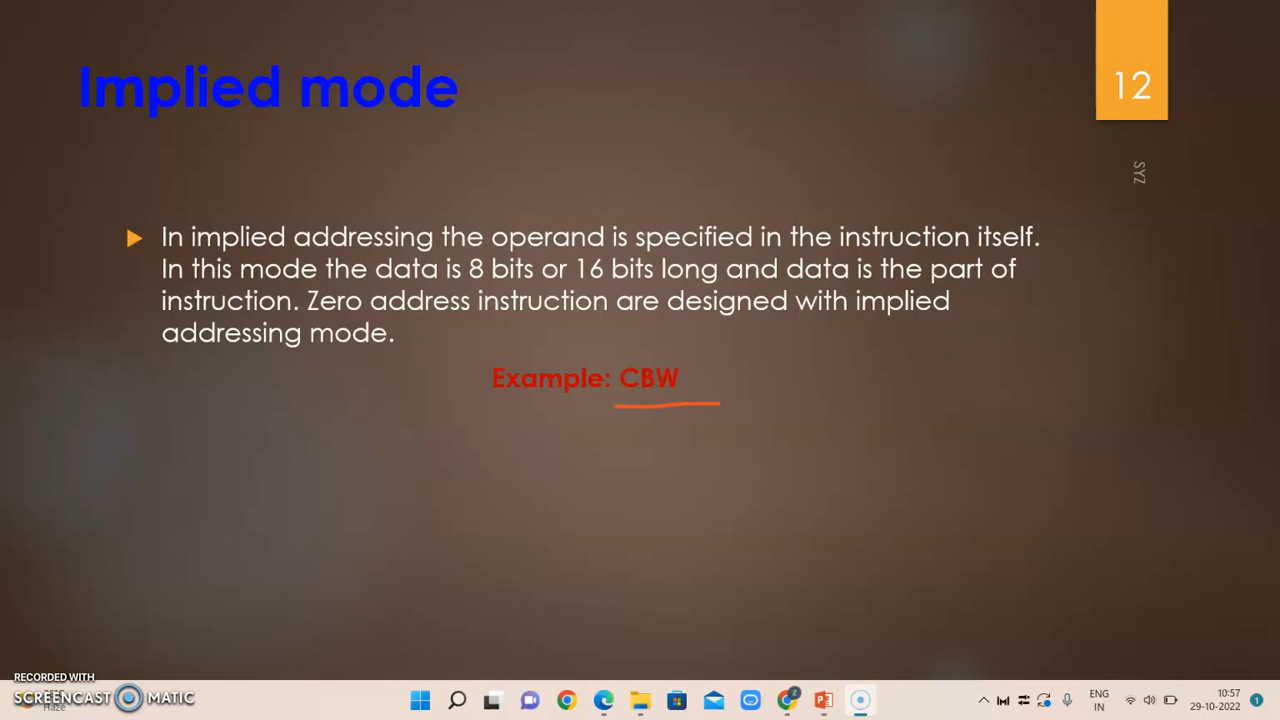 Implied mode
12
SYZ
In implied addressing the operand is specified in the instruction itself.
In this mode the data is 8 bits or 16 bits long and data is the part of
instruction. Zero address instruction are designed with implied
addressing mode.
Example: CBW
RECORDED WITH
SCREENCAST MATIC
Haze
ENG
IN
10:57
29-10-2022
1